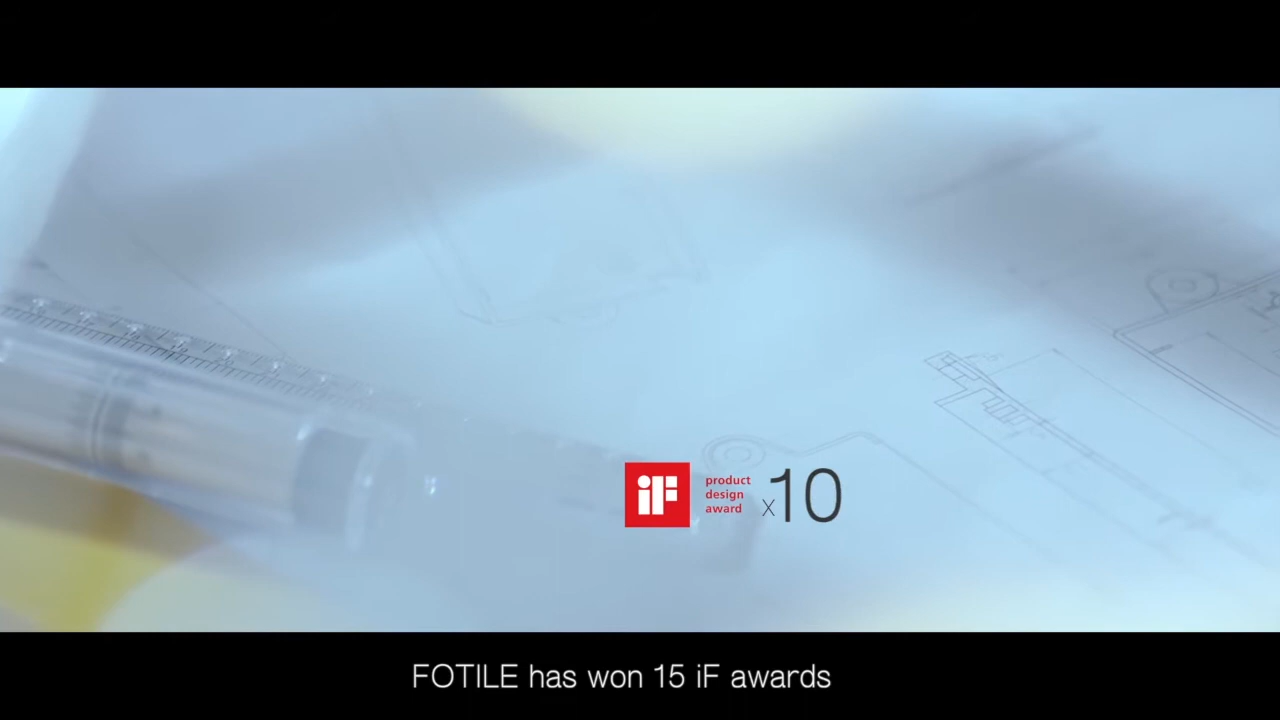 iF
product
design
award
x10
FOTILE has won 15 iF awards